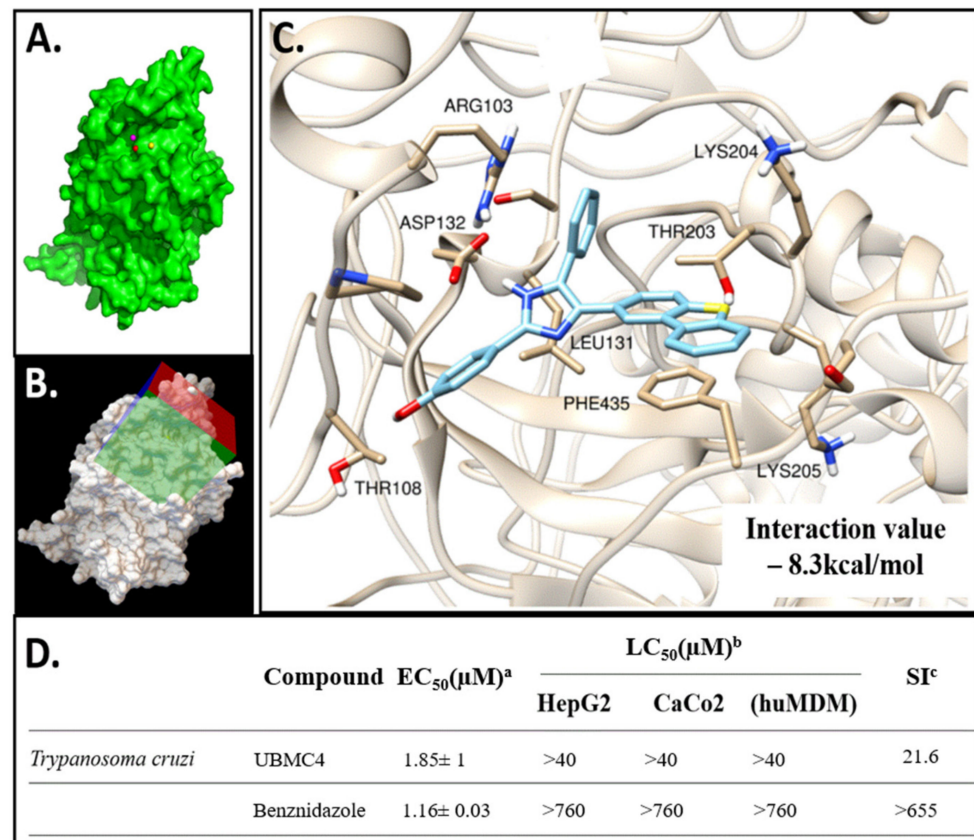 A.
B.
C.
ARG103
LYS204
ASP132
THR203
LEU131
PHE435
THR108
LYS205
Interaction value
– 8.3kcal/mol
D.
LC₅₀(μM)ᵇ
Compound EC₅₀(μM)ᵃ SIᶜ
HepG2 CaCo2 (huMDM)
Trypanosoma cruzi UBMC4 1.85± 1 >40 >40 >40 21.6
Benznidazole 1.16± 0.03 >760 >760 >760 >655